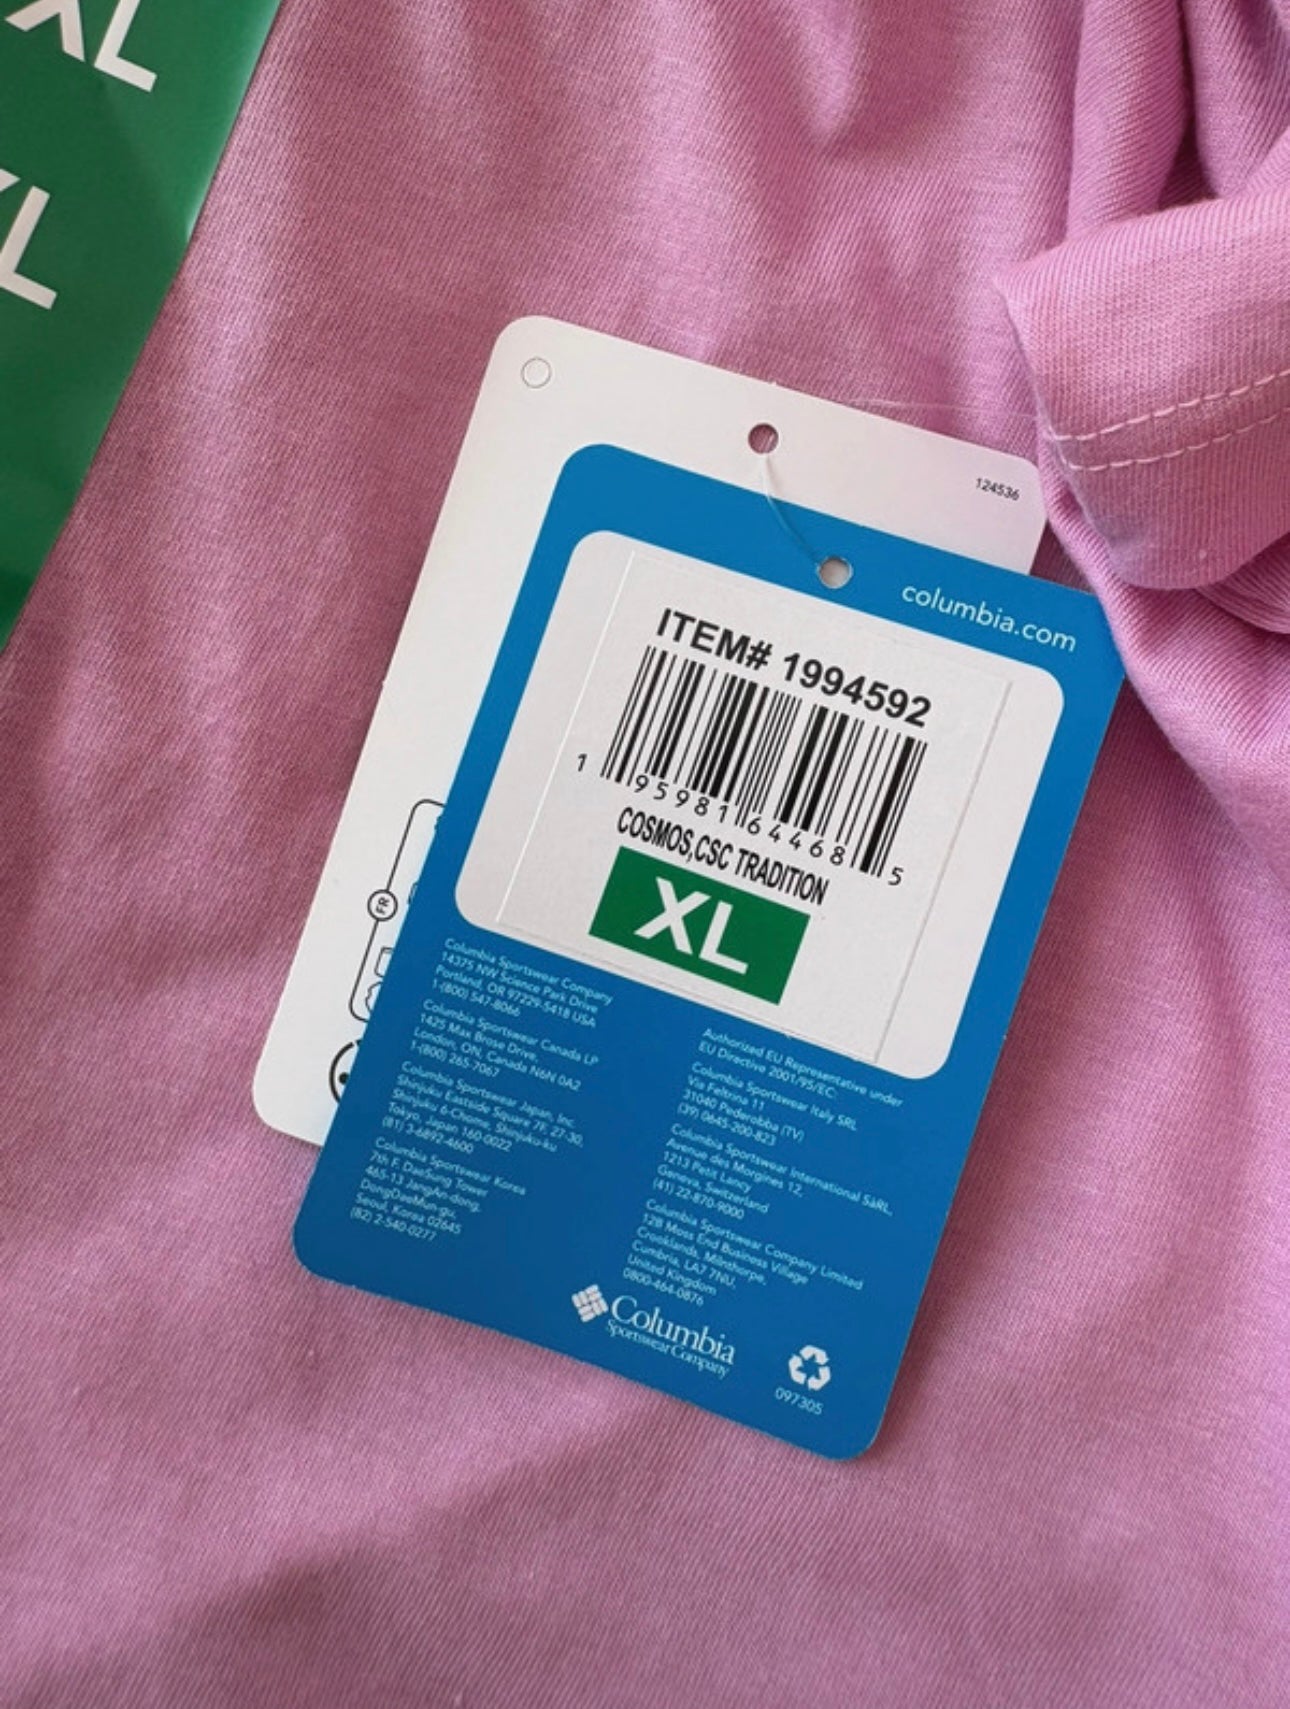 XL
XL
124536
columbia.com
ITEM# 1994592
1 95981 64468 5
COSMOS,CSC TRADITION
XL
FR
Columbia Sportswear Company
14375 NW Science Park Drive
Portland, OR 97229-5418 USA
1-(800) 547-8066
Columbia Sportswear Canada LP
1425 Max Brose Drive,
London, ON, Canada N6N 0A2
1-(800) 265-7067
Columbia Sportswear Japan, Inc.
Shinjuku Eastside Square 7F, 27-30,
Shinjuku 6-Chome, Shinjuku-ku
Tokyo, Japan 160-0022
(81) 3-6892-4600
Columbia Sportswear Korea
7th F. DaeSung Tower
465-13 JangAn-dong,
DongDaeMun-gu,
Seoul, Korea 02645
(82) 2-540-0277
Authorized EU Representative under
EU Directive 2001/95/EC:
Columbia Sportswear Italy SRL
Via Feltrina 11
31040 Pederobba (TV)
(39) 0645-200-823
Columbia Sportswear International SàRL,
Avenue des Morgines 12,
1213 Petit Lancy
Geneva, Switzerland
(41) 22-870-9000
Columbia Sportswear Company Limited
12B Moss End Business Village
Crooklands, Milnthorpe,
Cumbria, LA7 7NU,
United Kingdom
0800-464-0876
Columbia
Sportswear Company
097305